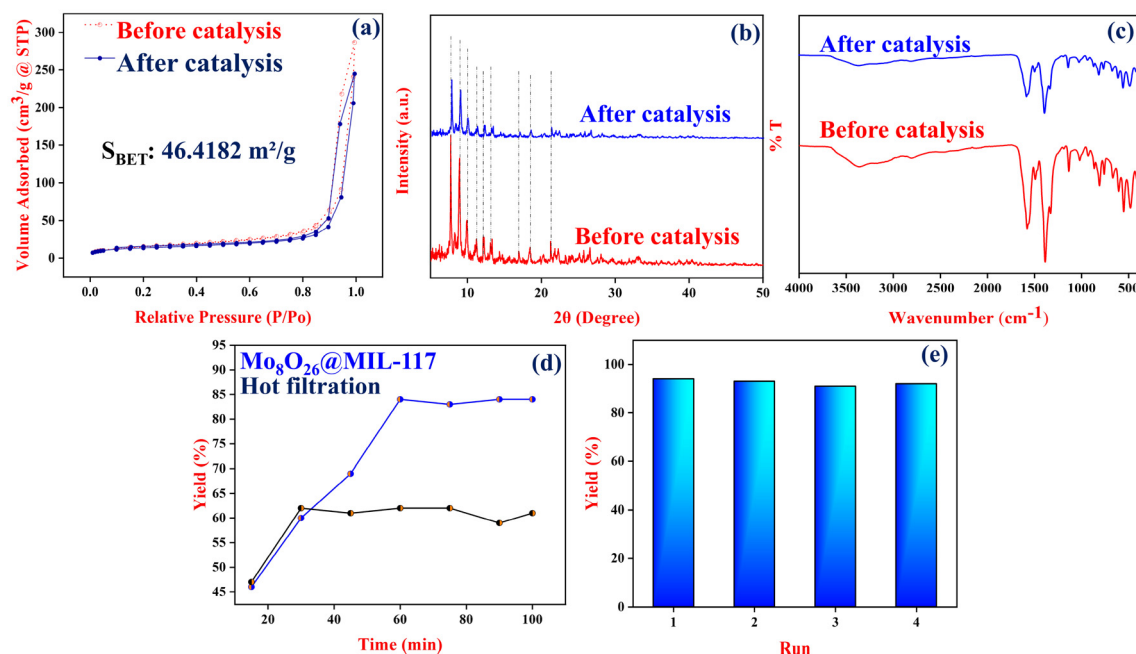 (a)
Before catalysis
After catalysis
S_BET: 46.4182 m²/g
Volume Adsorbed (cm³/g @ STP)
300
250
200
150
100
50
0
0.0 0.2 0.4 0.6 0.8 1.0
Relative Pressure (P/Po)
(b)
After catalysis
Before catalysis
Intensity (a.u.)
10 20 30 40 50
2θ (Degree)
(c)
After catalysis
Before catalysis
% T
4000 3500 3000 2500 2000 1500 1000 500
Wavenumber (cm⁻¹)
(d)
Mo₈O₂₆@MIL-117
Hot filtration
Yield (%)
95
90
85
80
75
70
65
60
55
50
45
20 40 60 80 100
Time (min)
(e)
Yield (%)
100
80
60
40
20
0
1 2 3 4
Run